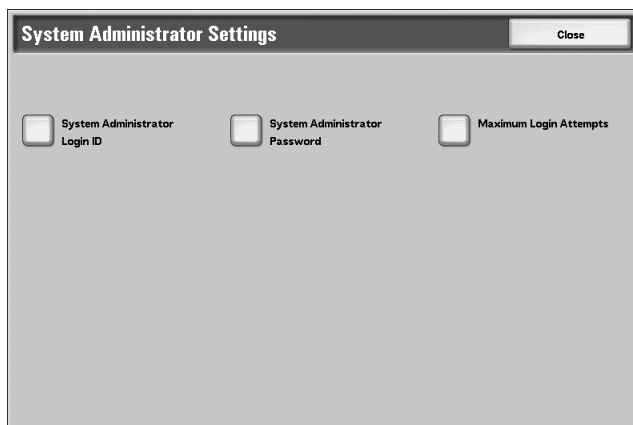 System Administrator Settings
Close
System Administrator
Login ID
System Administrator
Password
Maximum Login Attempts